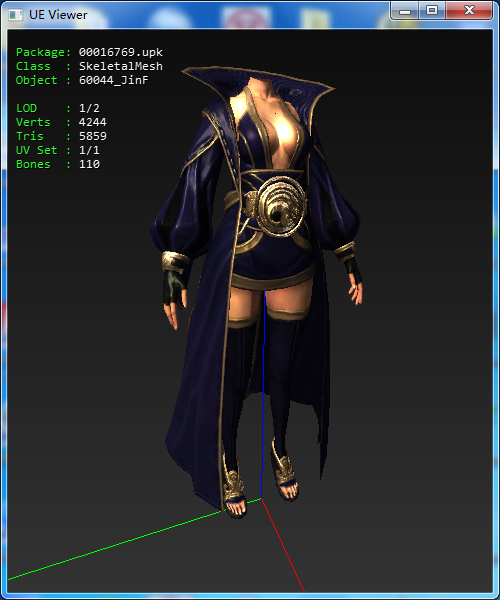 UE Viewer
Package: 00016769.upk
Class : SkeletalMesh
Object : 60044_JinF
LOD : 1/2
Verts : 4244
Tris : 5859
UV Set : 1/1
Bones : 110